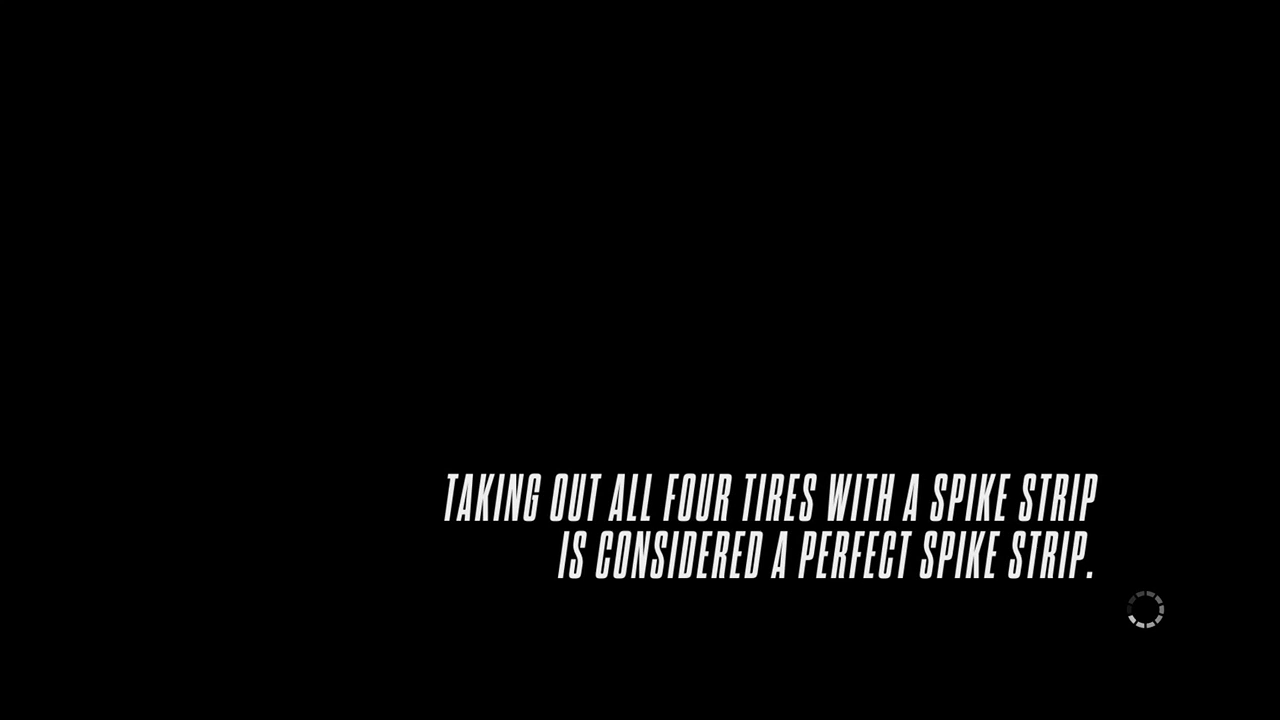 TAKING OUT ALL FOUR TIRES WITH A SPIKE STRIP
IS CONSIDERED A PERFECT SPIKE STRIP.